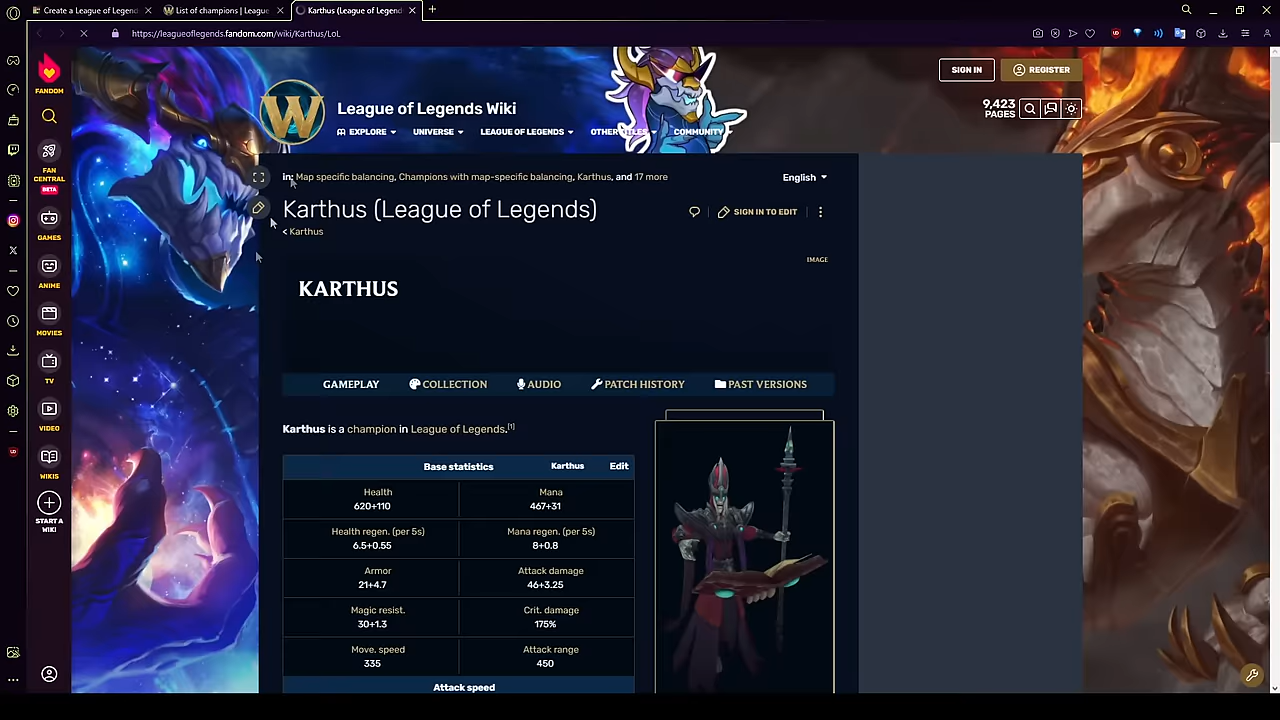 Create a League of Legend
List of champions | League
Karthus (League of Legend
https://leagueoflegends.fandom.com/wiki/Karthus/LoL
FANDOM
FAN CENTRAL
BETA
GAMES
ANIME
MOVIES
TV
VIDEO
WIKIS
START A WIKI
SIGN IN
REGISTER
League of Legends Wiki
9,423 PAGES
EXPLORE
UNIVERSE
LEAGUE OF LEGENDS
OTHER TITLES
COMMUNITY
in: Map specific balancing, Champions with map-specific balancing, Karthus, and 17 more
English
Karthus (League of Legends)
SIGN IN TO EDIT
< Karthus
IMAGE
KARTHUS
GAMEPLAY
COLLECTION
AUDIO
PATCH HISTORY
PAST VERSIONS
Karthus is a champion in League of Legends.[1]
Base statistics Karthus Edit
Health Mana
620+110 467+31
Health regen. (per 5s) Mana regen. (per 5s)
6.5+0.55 8+0.8
Armor Attack damage
21+4.7 46+3.25
Magic resist. Crit. damage
30+1.3 175%
Move. speed Attack range
335 450
Attack speed